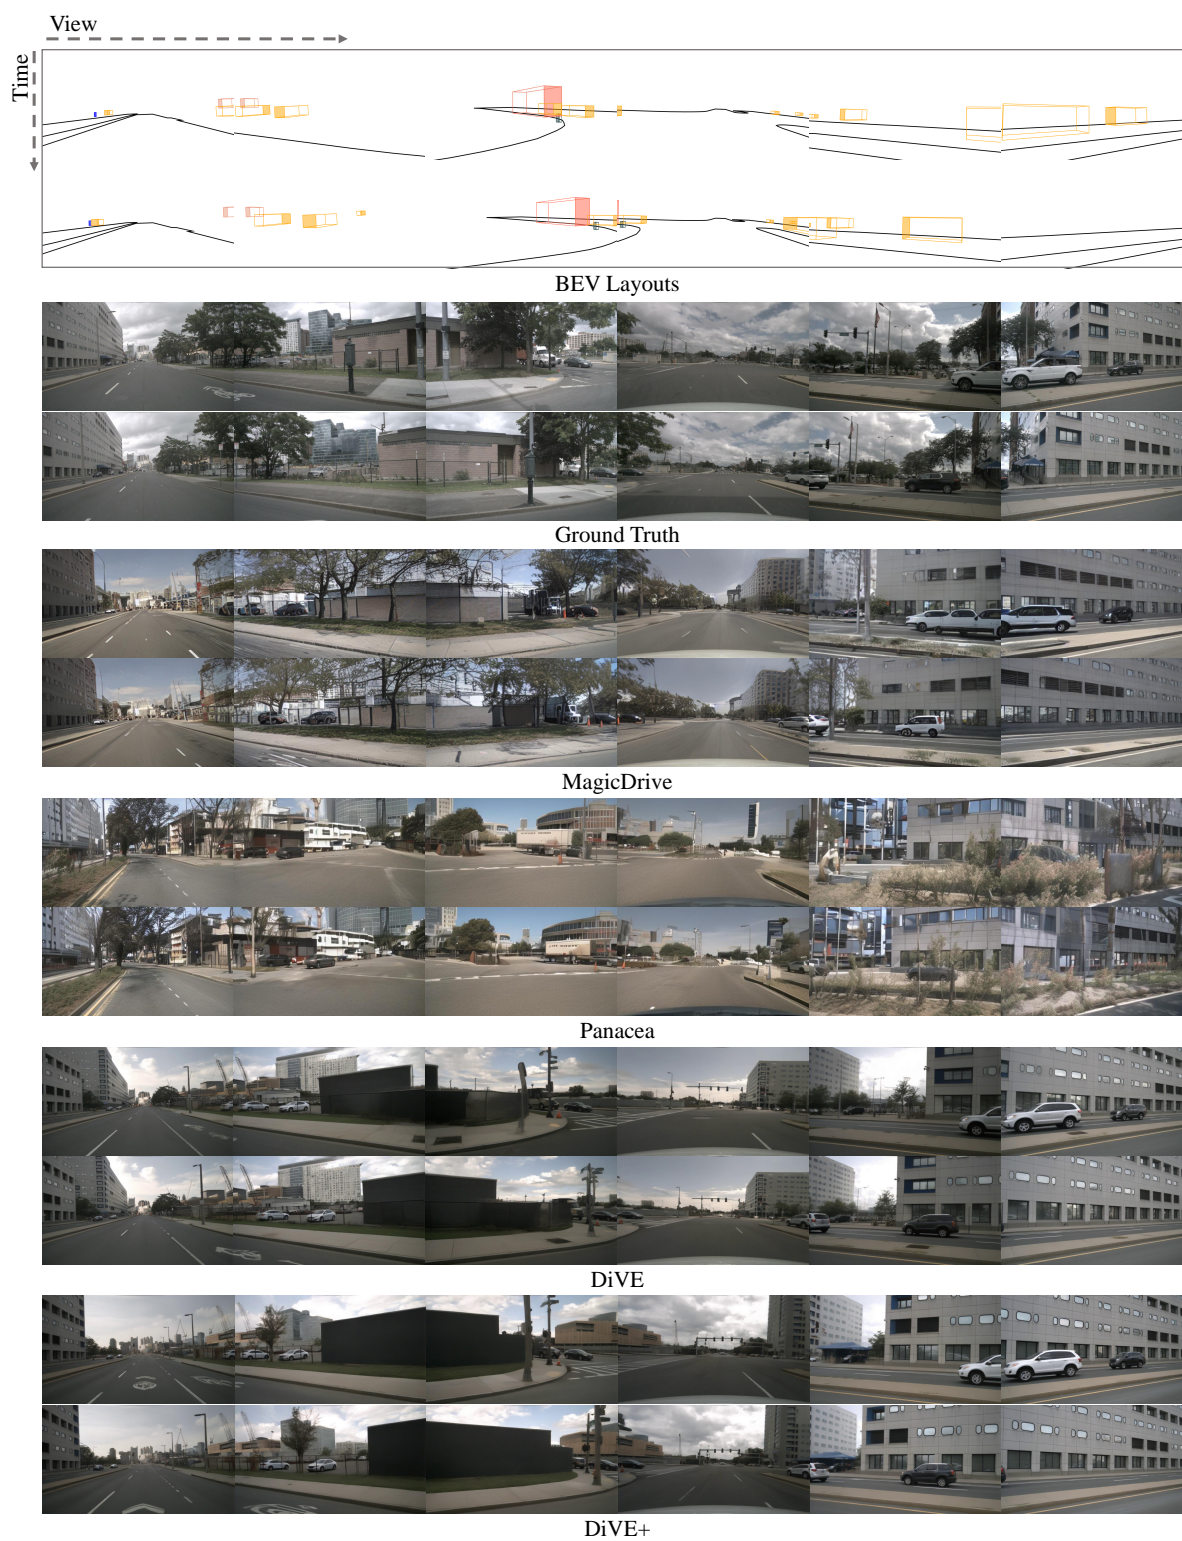 View
Time
BEV Layouts
Ground Truth
MagicDrive
Panacea
DiVE
DiVE+